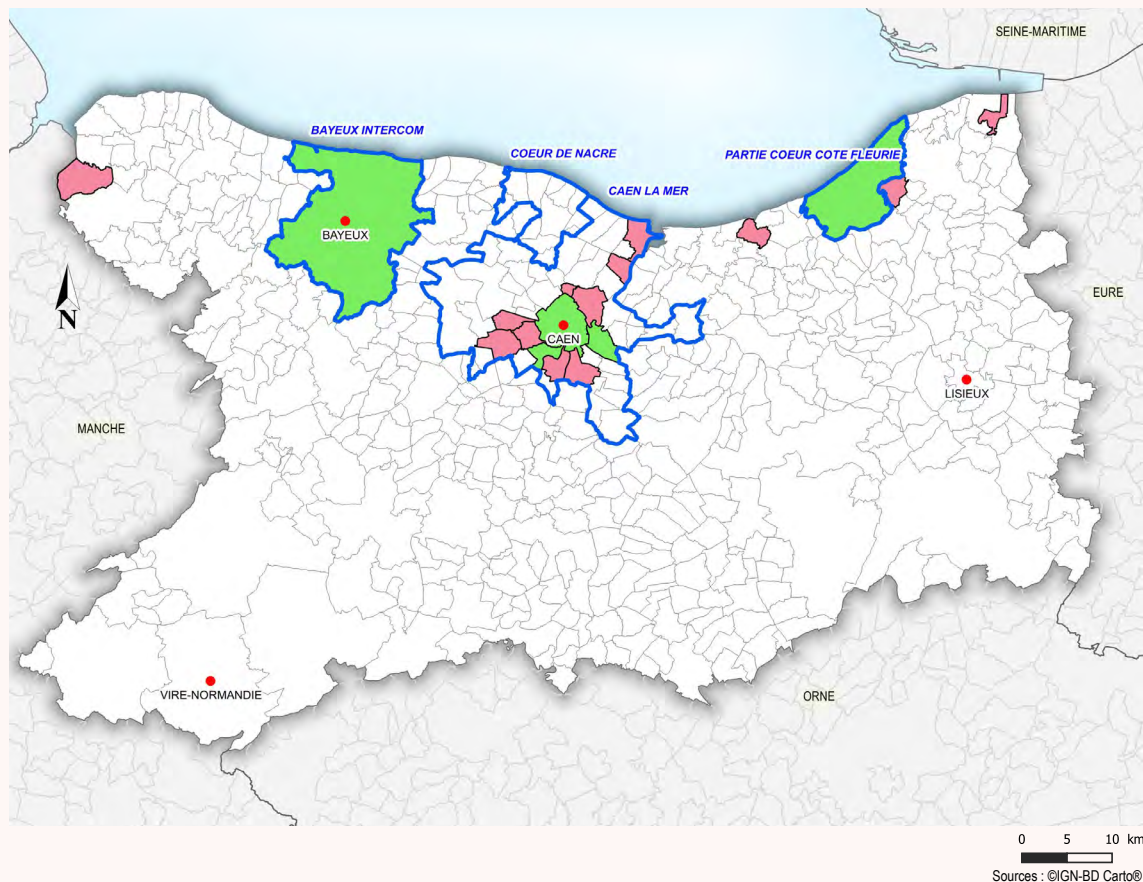 SEINE-MARITIME
BAYEUX INTERCOM
COEUR DE NACRE
PARTIE COEUR COTE FLEURIE
CAEN LA MER
BAYEUX
EURE
N
CAEN
LISIEUX
MANCHE
VIRE-NORMANDIE
ORNE
0 5 10 km
Sources : ©IGN-BD Carto®